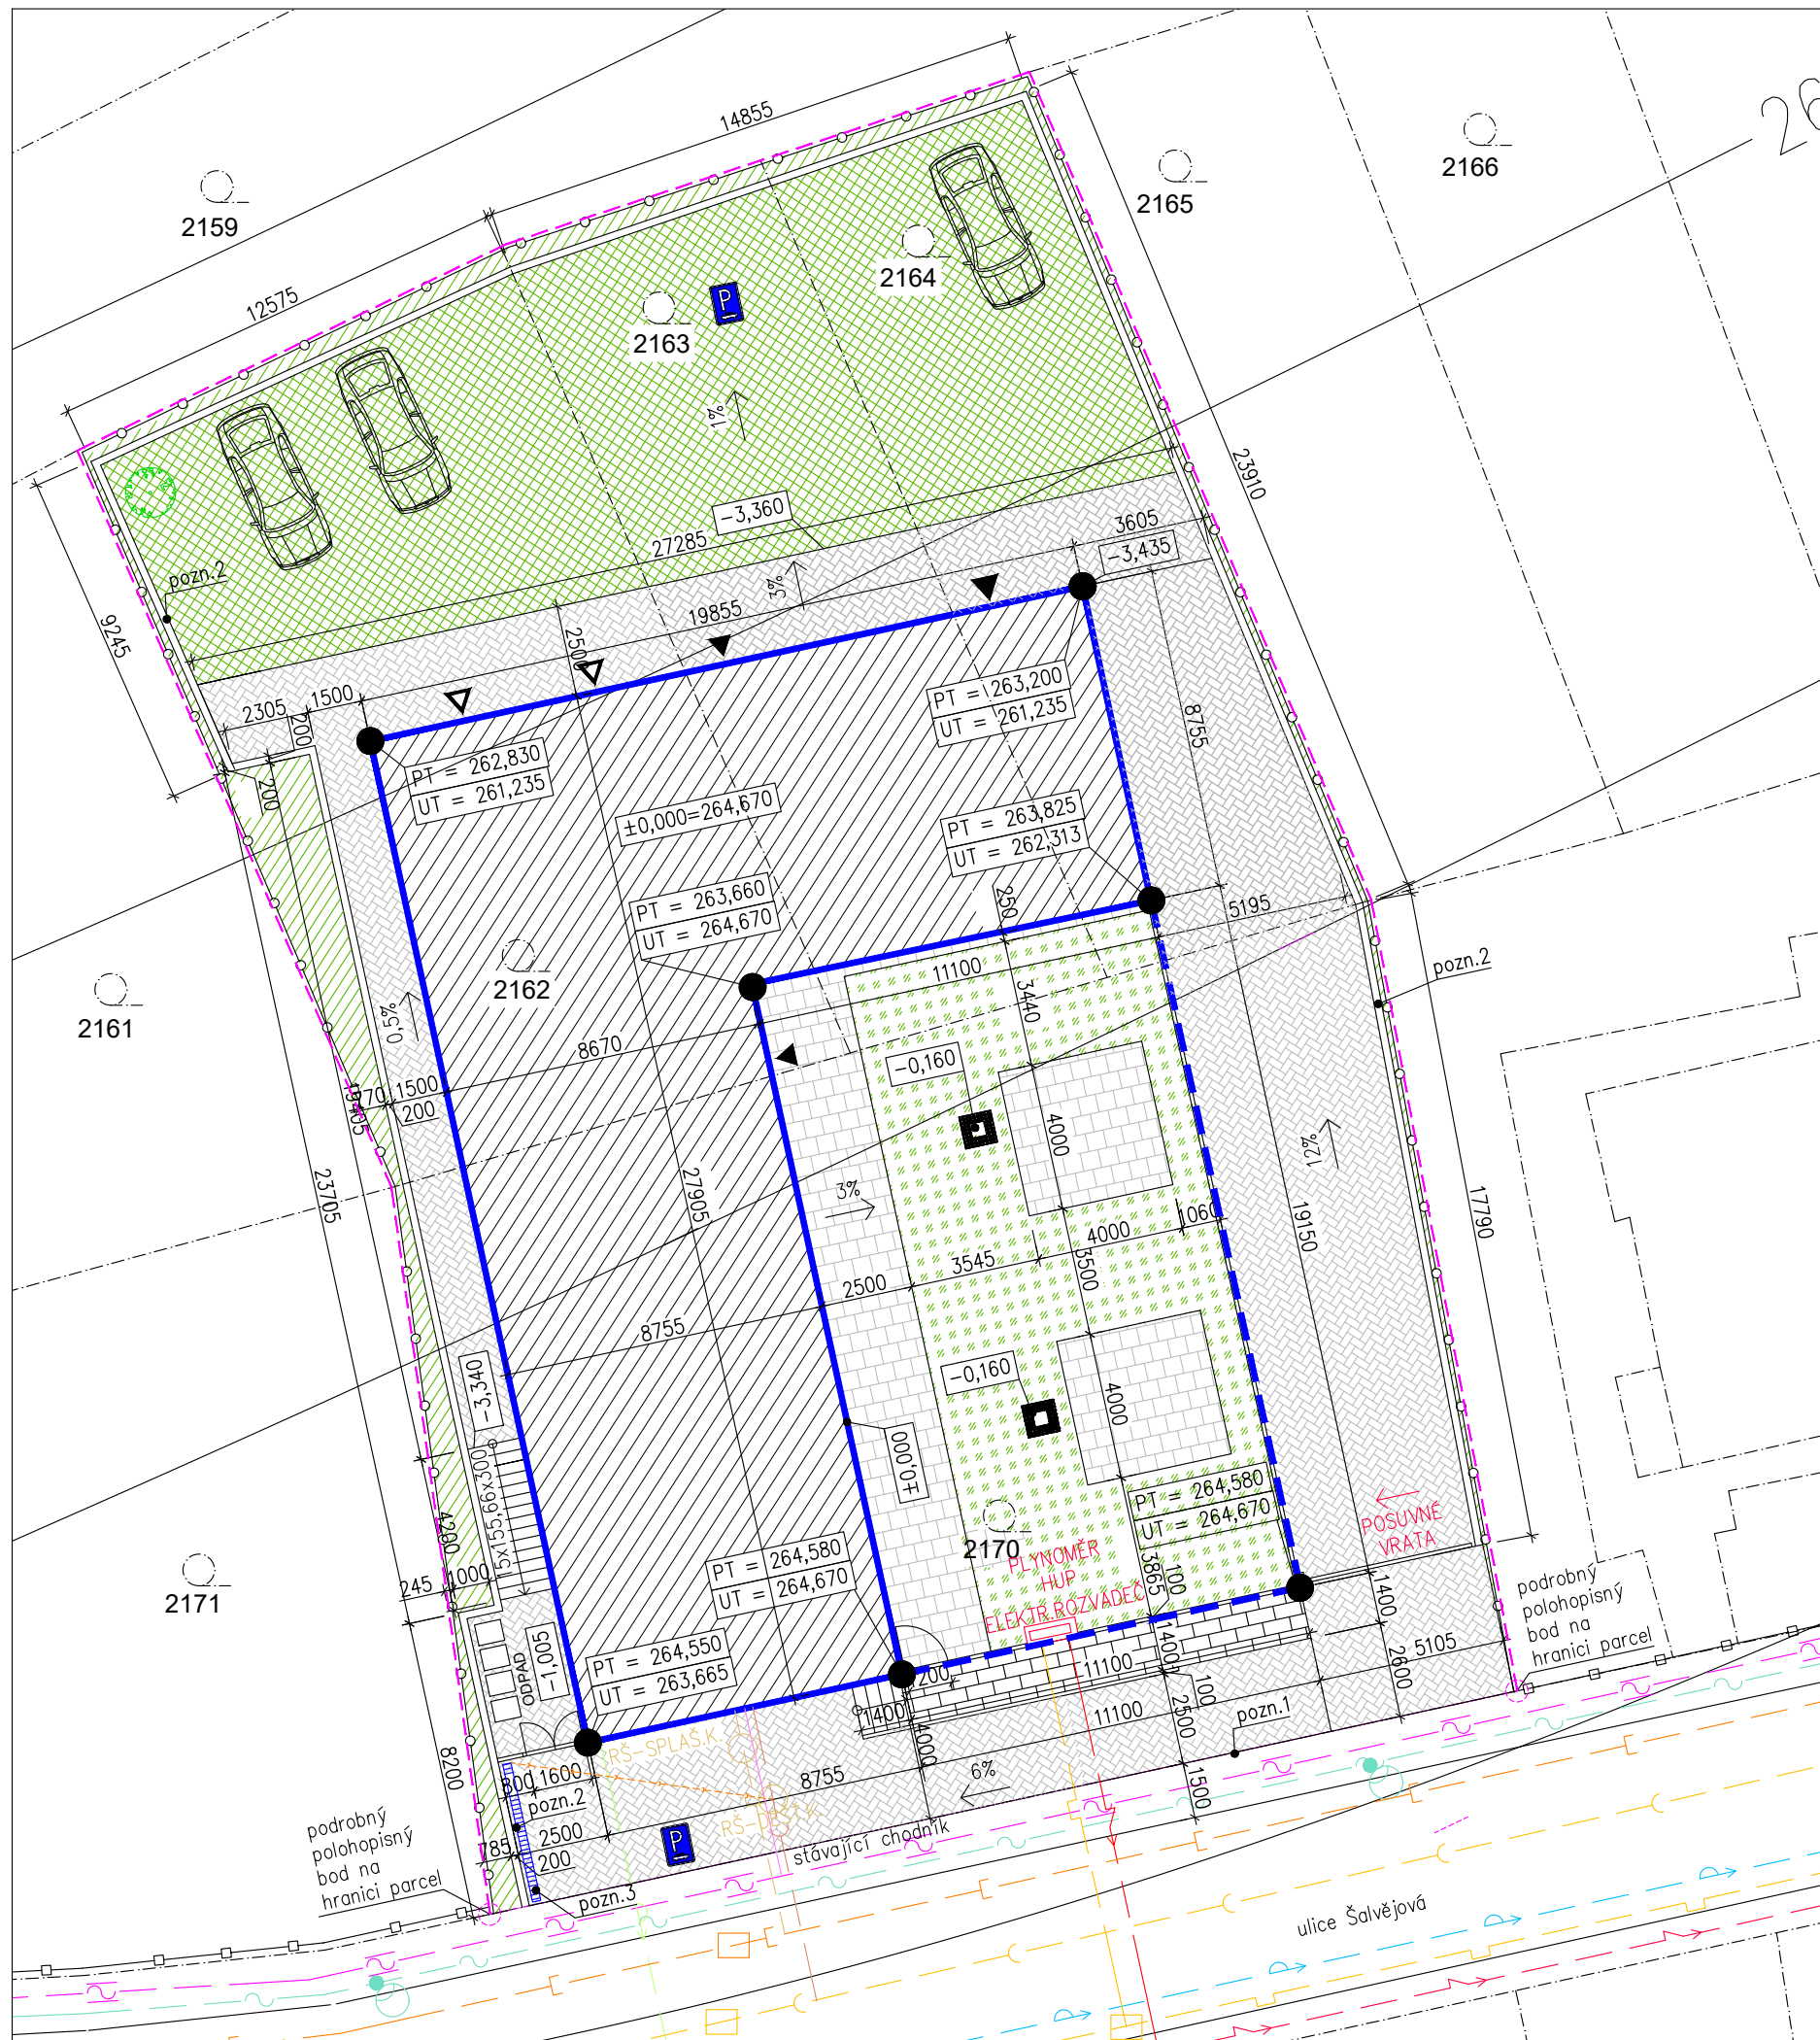 14855
26
2166
2165
2159
2164
P
12575
2163
1%
23910
-3,360
27285
3605
-3,435
pozn.2
3%
19855
9245
2500
PT = 263,200
UT = 261,235
1500
2305
200
8755
200
PT = 262,830
UT = 261,235
±0,000=264,670
PT = 263,825
UT = 262,313
PT = 263,660
UT = 264,670
250
5195
pozn.2
11100
2162
3440
2161
0,5%
8670
-0,160
1500
200
4000
12%
23705
27905
3%
17790
19150
1060
4000
3545
3500
2500
8755
-3,340
-0,160
4000
±0,000
15x155,66x300
PT = 264,580
UT = 264,670
POSUVNÉ
VRATA
2170
PLYNOMĚR
HUP
ELEKTR.ROZVADĚČ
3865
100
4200
PT = 264,580
UT = 264,670
245
1000
2171
1400
podrobný
polohopisný
bod na
hranici parcel
5105
2600
-1,005
ODPAD
PT = 264,550
UT = 263,665
200
11100
1400
100
1400
11100
2500
pozn.1
4000
RŠ-SPLAŠ.K.
8200
800
1600
8755
6%
1500
pozn.2
podrobný
polohopisný
bod na
hranici parcel
785
2500
200
P
stávající chodník
pozn.3
ulice Šalvějová